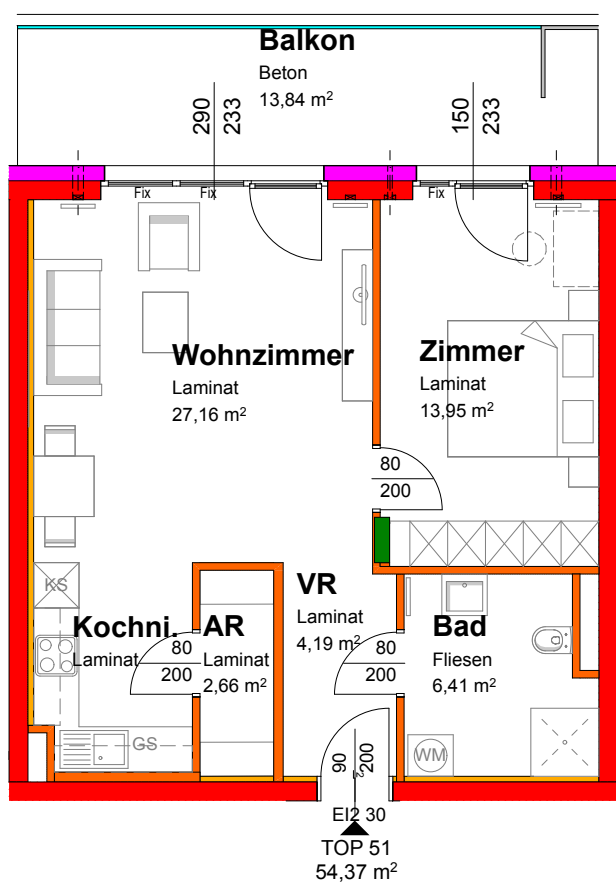 Balkon
Beton
13,84 m²
290
233
150
233
Fix
Fix
Fix
Wohnzimmer
Laminat
27,16 m²
Zimmer
Laminat
13,95 m²
80
200
KS
VR
Laminat
4,19 m²
Kochni.
Laminat
AR
Laminat
2,66 m²
Bad
Fliesen
6,41 m²
80
200
80
200
GS
WM
90
200
EI2 30
TOP 51
54,37 m²